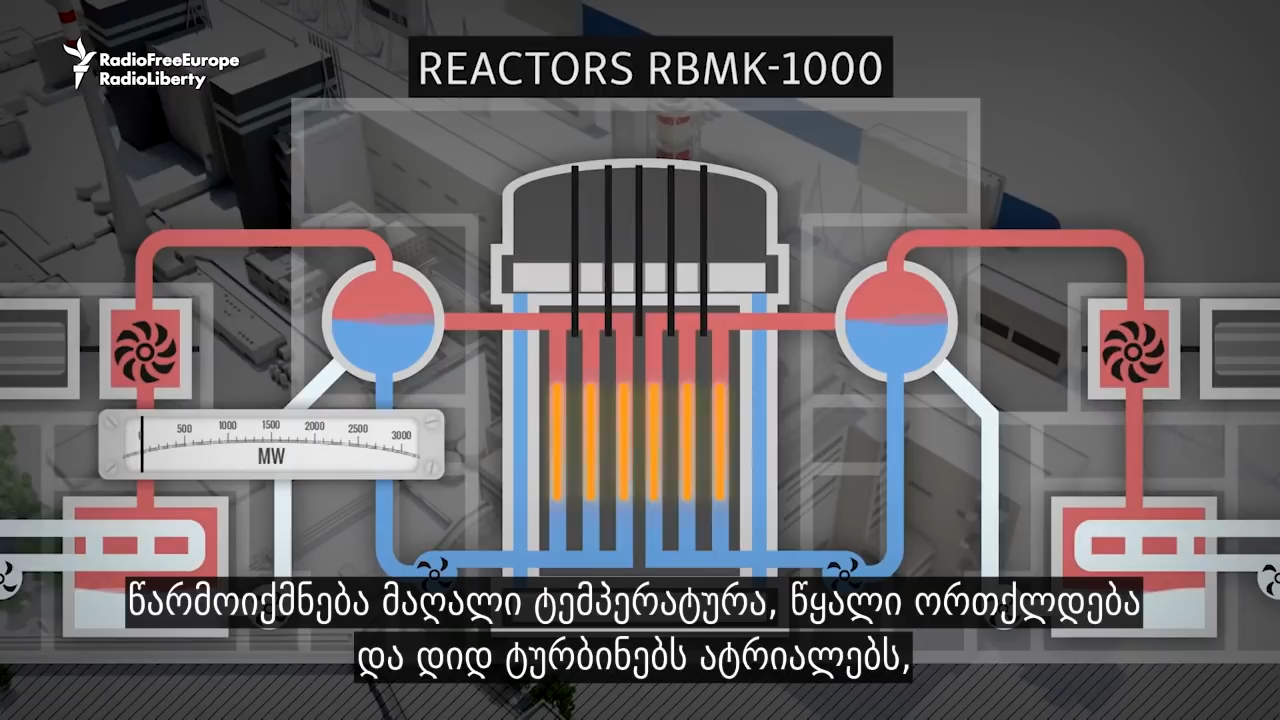 RadioFreeEurope
RadioLiberty
REACTORS RBMK-1000
500 1000 1500 2000 2500 3000
MW
წარმოიქმნება მაღალი ტემპერატურა, წყალი ორთქლდება
და დიდ ტურბინებს ატრიალებს,